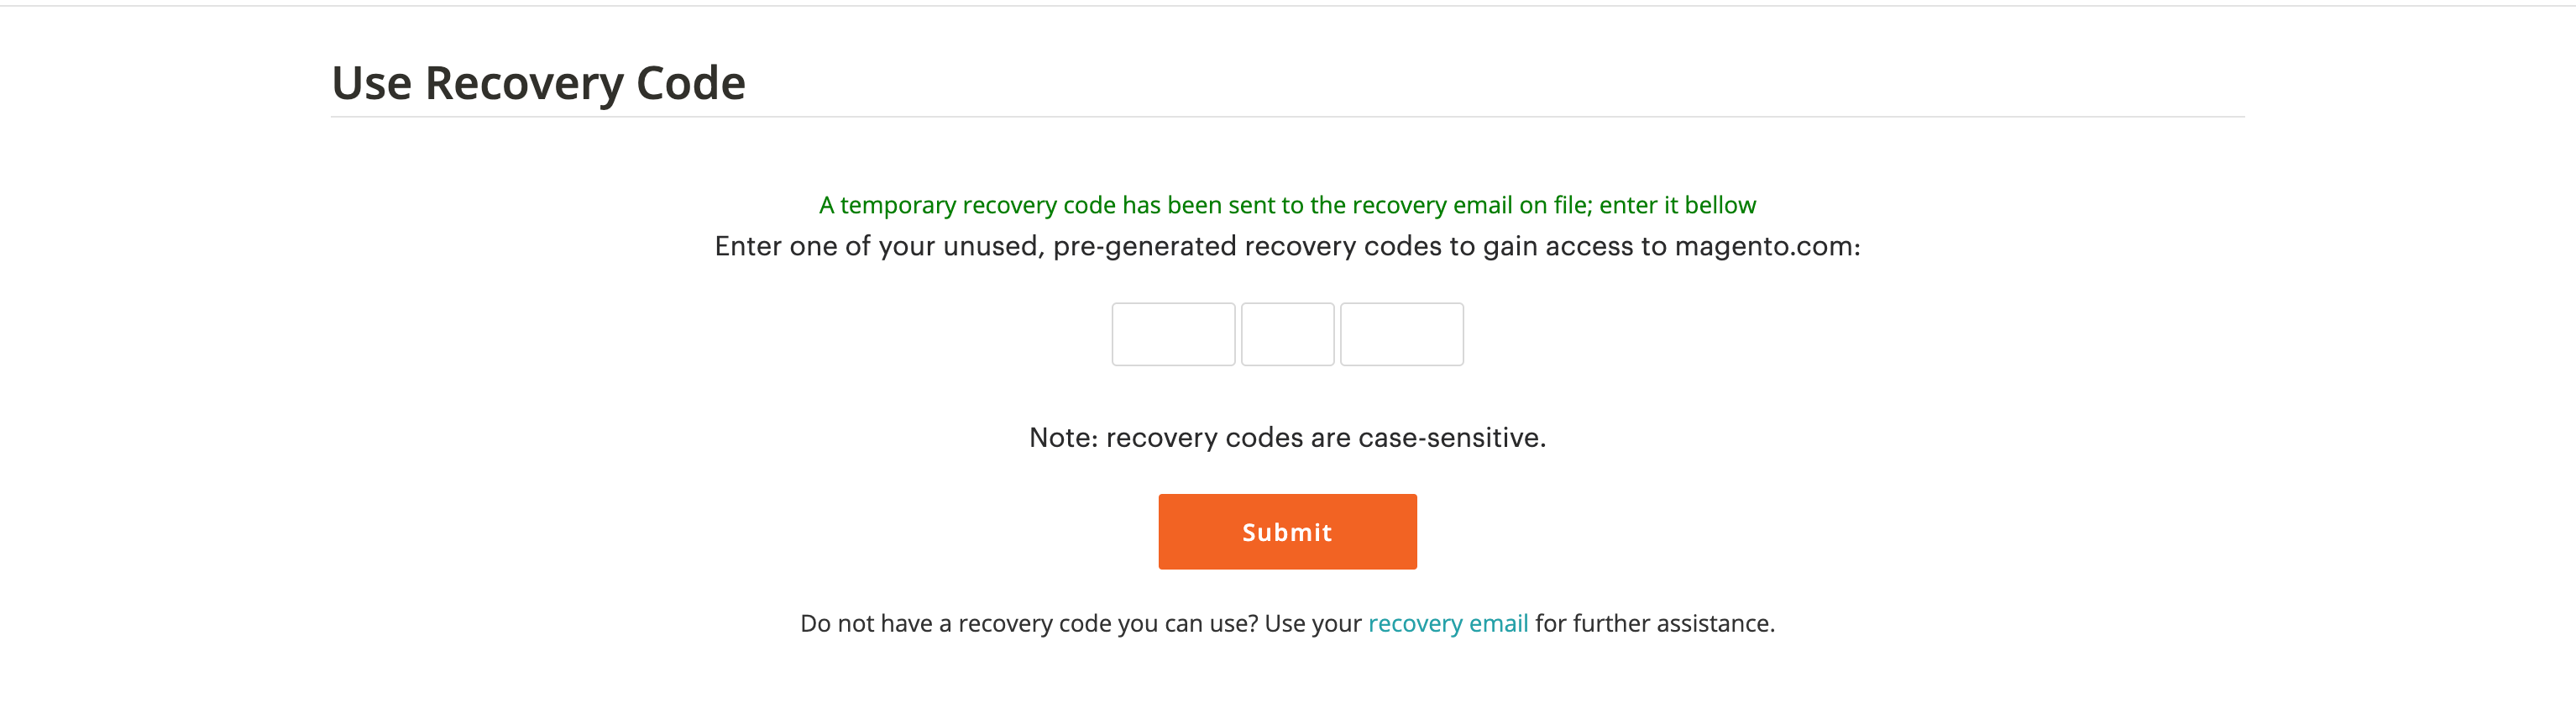 Use Recovery Code
A temporary recovery code has been sent to the recovery email on file; enter it bellow
Enter one of your unused, pre-generated recovery codes to gain access to magento.com:
Note: recovery codes are case-sensitive.
Submit
Do not have a recovery code you can use? Use your recovery email for further assistance.